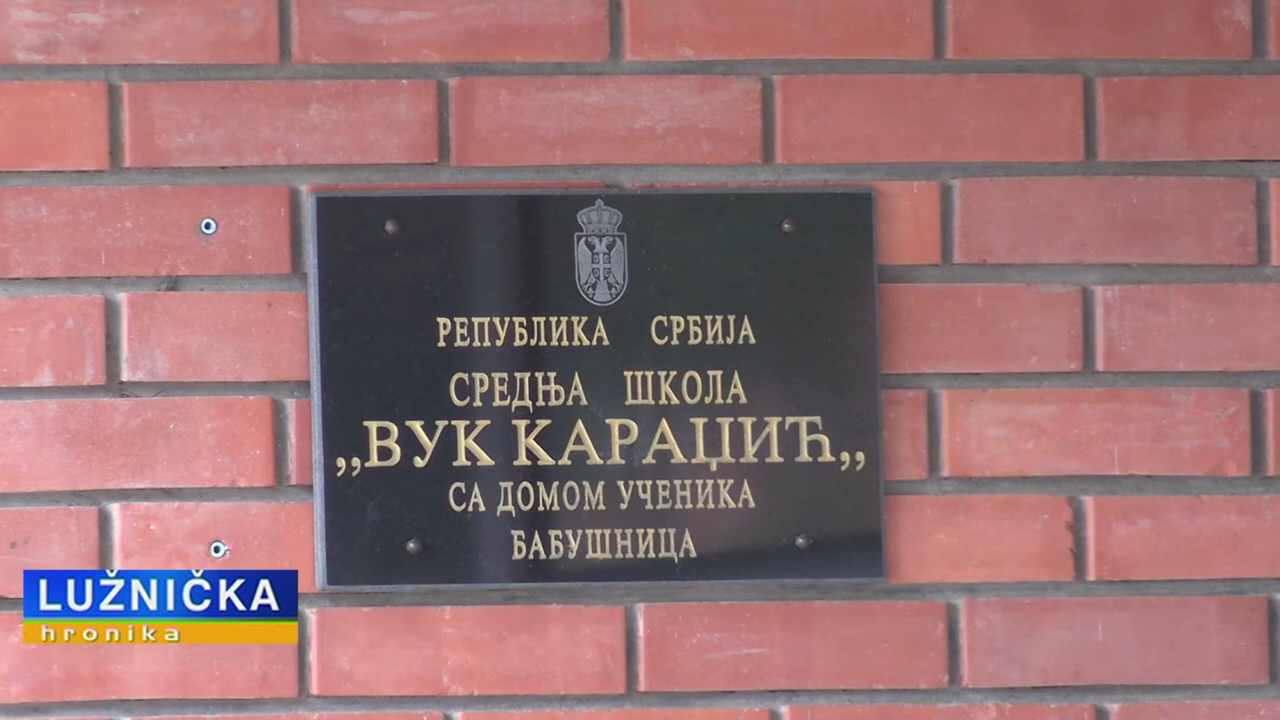 РЕПУБЛИКА СРБИЈА
СРЕДЊА ШКОЛА
„ВУК КАРАЏИЋ„
СА ДОМОМ УЧЕНИКА
БАБУШНИЦА
LUŽNIČKA
hronika